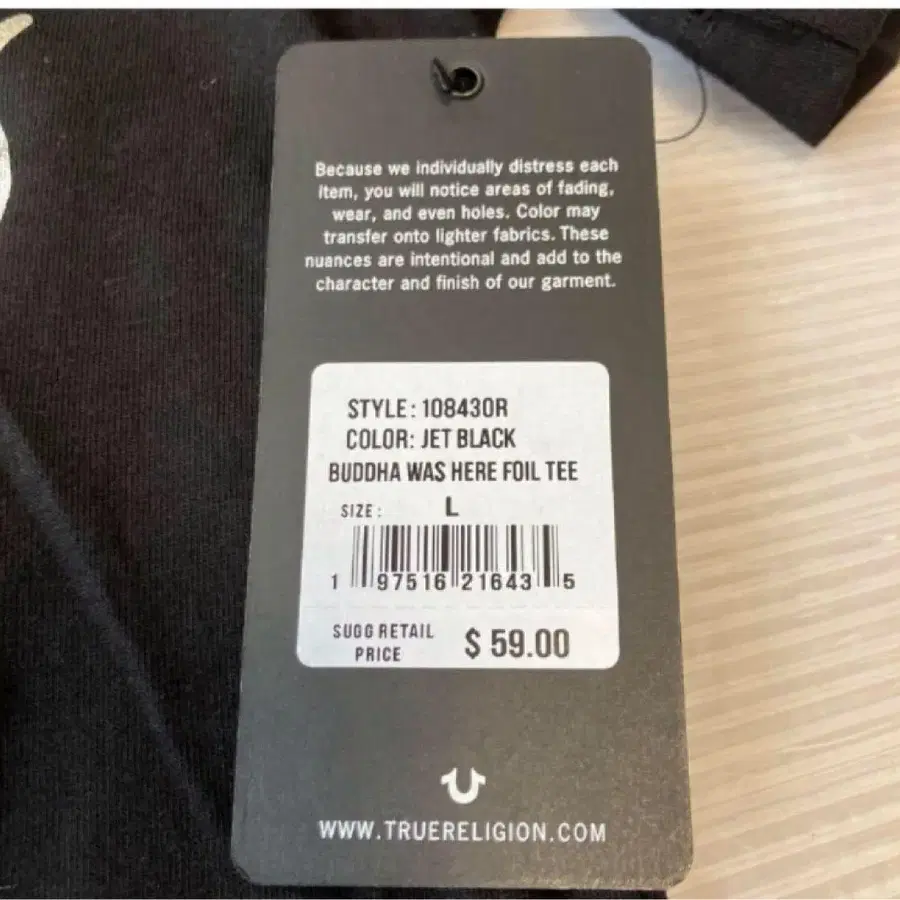 Because we individually distress each
item, you will notice areas of fading,
wear, and even holes. Color may
transfer onto lighter fabrics. These
nuances are intentional and add to the
character and finish of our garment.
STYLE: 108430R
COLOR: JET BLACK
BUDDHA WAS HERE FOIL TEE
SIZE: L
1 97516 21643 5
SUGG RETAIL PRICE $ 59.00
WWW.TRUERELIGION.COM